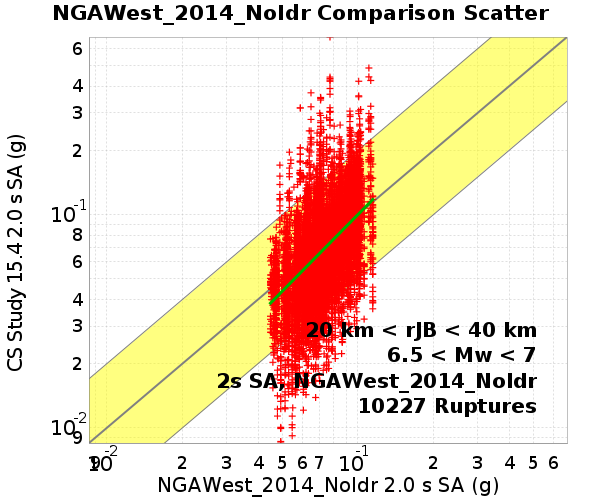 NGAWest_2014_NoIdr Comparison Scatter
CS Study 15.4 2.0 s SA (g)
6
4
3
2
10-1
8
6
4
3
2
10-2
9
20 km < rJB < 40 km
6.5 < Mw < 7
2s SA, NGAWest_2014_NoIdr
10227 Ruptures
9 10-2 2 3 4 5 6 7 10-1 2 3 4 5 6
NGAWest_2014_NoIdr 2.0 s SA (g)